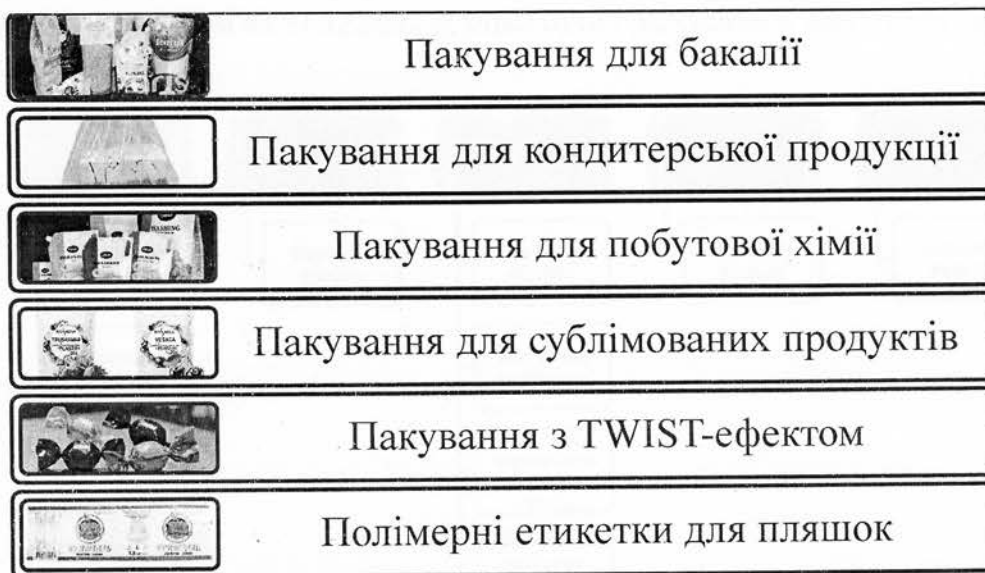 Пакування для бакалії
Пакування для кондитерської продукції
Пакування для побутової хімії
Пакування для сублімованих продуктів
Пакування з TWIST-ефектом
Полімерні етикетки для пляшок